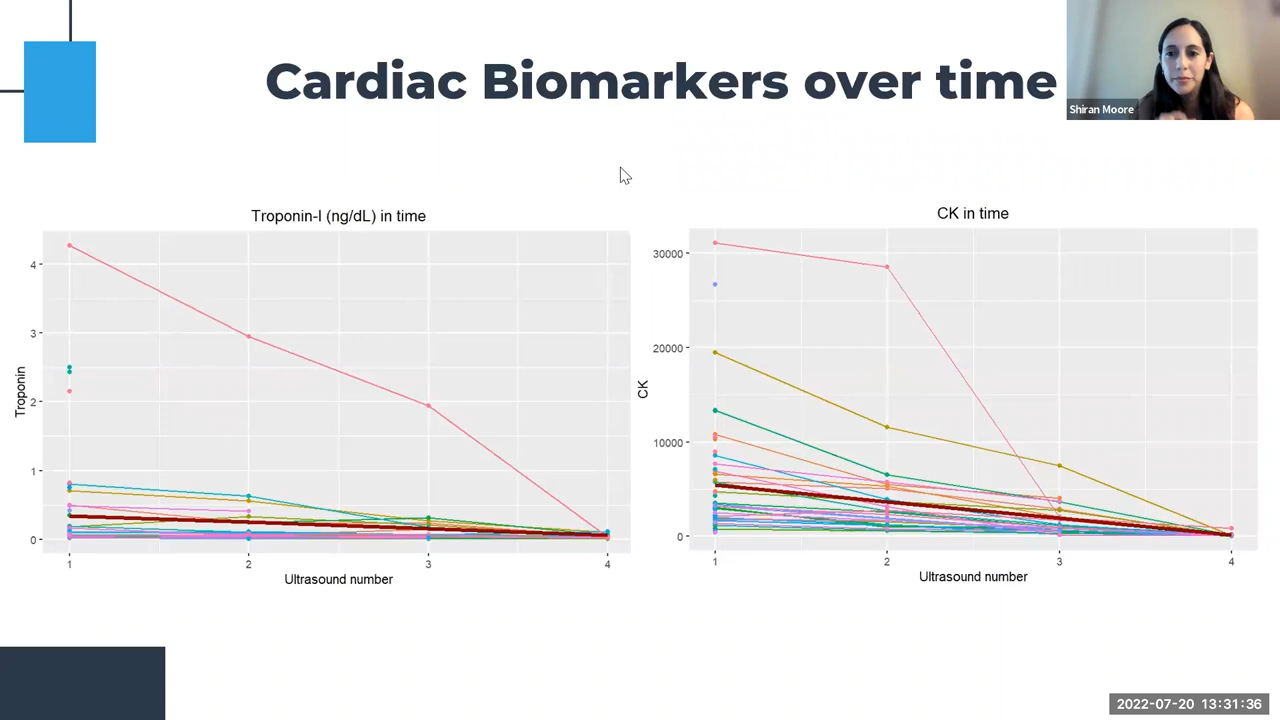 Cardiac Biomarkers over time
Shiran Moore
Troponin-I (ng/dL) in time
Troponin
4
3
2
1
0
1 2 3 4
Ultrasound number
CK in time
CK
30000
20000
10000
0
1 2 3 4
Ultrasound number
2022-07-20 13:31:36